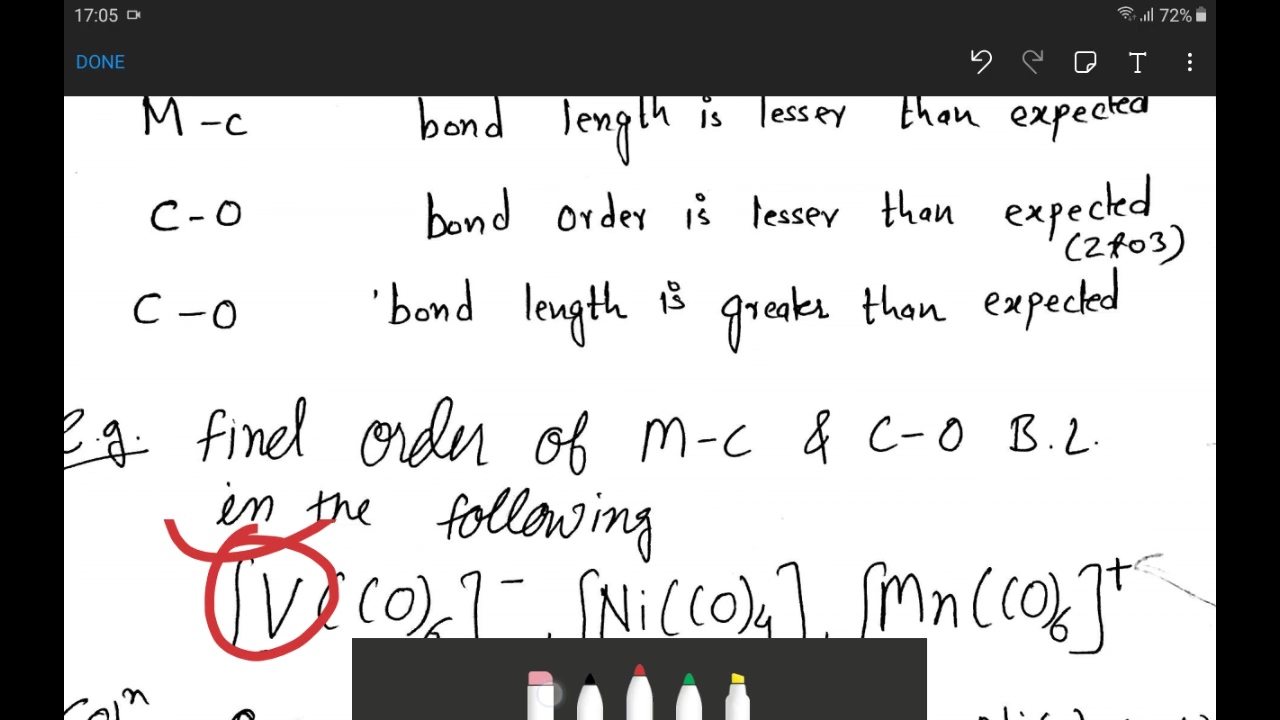 17:05 72%
DONE T
M-C bond length is lesser than expected
C-O bond order is lesser than expected
(2to3)
C-O bond length is greater than expected
e.g. find order of M-C & C-O B.L.
in the following
[V(CO)6]⁻, [Ni(CO)4], [Mn(CO)6]⁺
Solⁿ